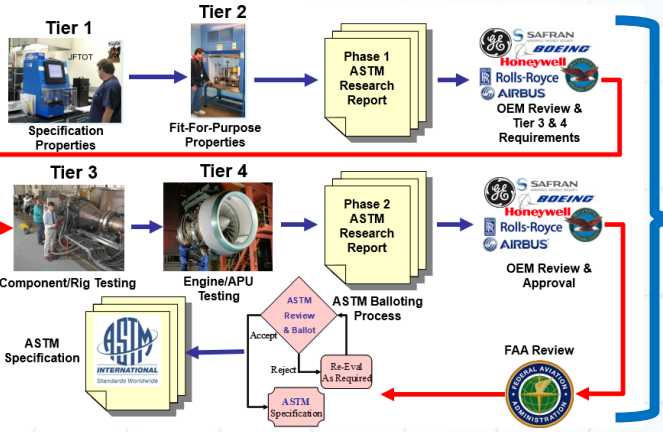 Tier 1
Tier 2
JFTOT
Specification
Properties
Fit-For-Purpose
Properties
Phase 1
ASTM
Research
Report
GE
SAFRAN
BOEING
Honeywell
Rolls-Royce
AIRBUS
OEM Review &
Tier 3 & 4
Requirements
Tier 3
Tier 4
Component/Rig Testing
Engine/APU
Testing
Phase 2
ASTM
Research
Report
GE
SAFRAN
BOEING
Honeywell
Rolls-Royce
AIRBUS
OEM Review &
Approval
ASTM Balloting
Process
ASTM
Review
& Ballot
Accept
Reject
Re-Eval
As Required
ASTM
Specification
ASTM
Specification
ASTM
INTERNATIONAL
Standards Worldwide
FAA Review
FEDERAL AVIATION
ADMINISTRATION